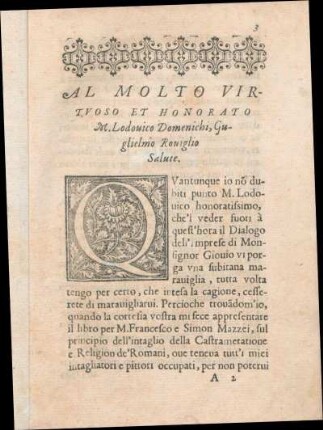 3
AL MOLTO VIR-
TVOSO ET HONORATO
M. Lodouico Domenichi, Gu-
glielmo Rouiglio
Salute.
QVantunque io nõ du-
biti punto M. Lodo-
uico honoratissimo,
che'l veder fuori à
quest'hora il Dialogo
dell'imprese di Mon-
signor Giouio vi por-
ga vna subitana ma-
rauiglia, tutta volta
tengo per certo, che intesa la cagione, cesse-
rete di marauigliarui. Percioche trouãdom'io,
quando la cortesia vostra mi fece appresentare
il libro per M. Francesco e Simon Mazzei, sul
principio dell'intaglio della Castrametatione
e Religion de' Romani, oue teneua tutt'i miei
intagliatori e pittori occupati, per non poterui
A 2